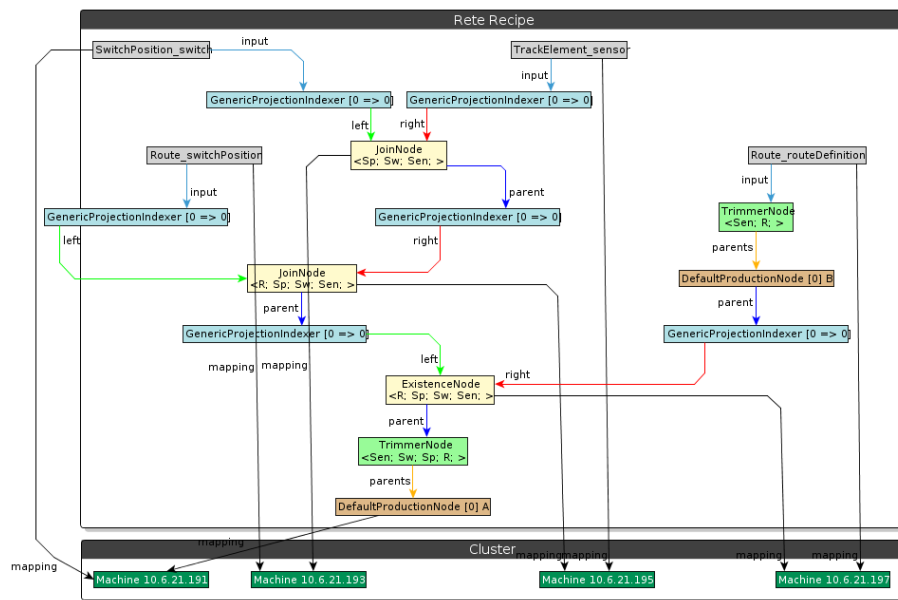 Rete Recipe
SwitchPosition_switch
input
TrackElement_sensor
input
GenericProjectionIndexer [0 => 0]
GenericProjectionIndexer [0 => 0]
left
right
JoinNode
<Sp; Sw; Sen; >
Route_switchPosition
Route_routeDefinition
input
parent
input
GenericProjectionIndexer [0 => 0]
GenericProjectionIndexer [0 => 0]
TrimmerNode
<Sen; R; >
left
right
parents
JoinNode
<R; Sp; Sw; Sen; >
DefaultProductionNode [0] B
parent
parent
GenericProjectionIndexer [0 => 0]
GenericProjectionIndexer [0 => 0]
mapping
mapping
left
right
ExistenceNode
<R; Sp; Sw; Sen; >
parent
TrimmerNode
<Sen; Sw; Sp; R; >
parents
DefaultProductionNode [0] A
mapping
Cluster
mapping
mapping
mapping
mapping
mapping
Machine 10.6.21.191
Machine 10.6.21.193
Machine 10.6.21.195
Machine 10.6.21.197